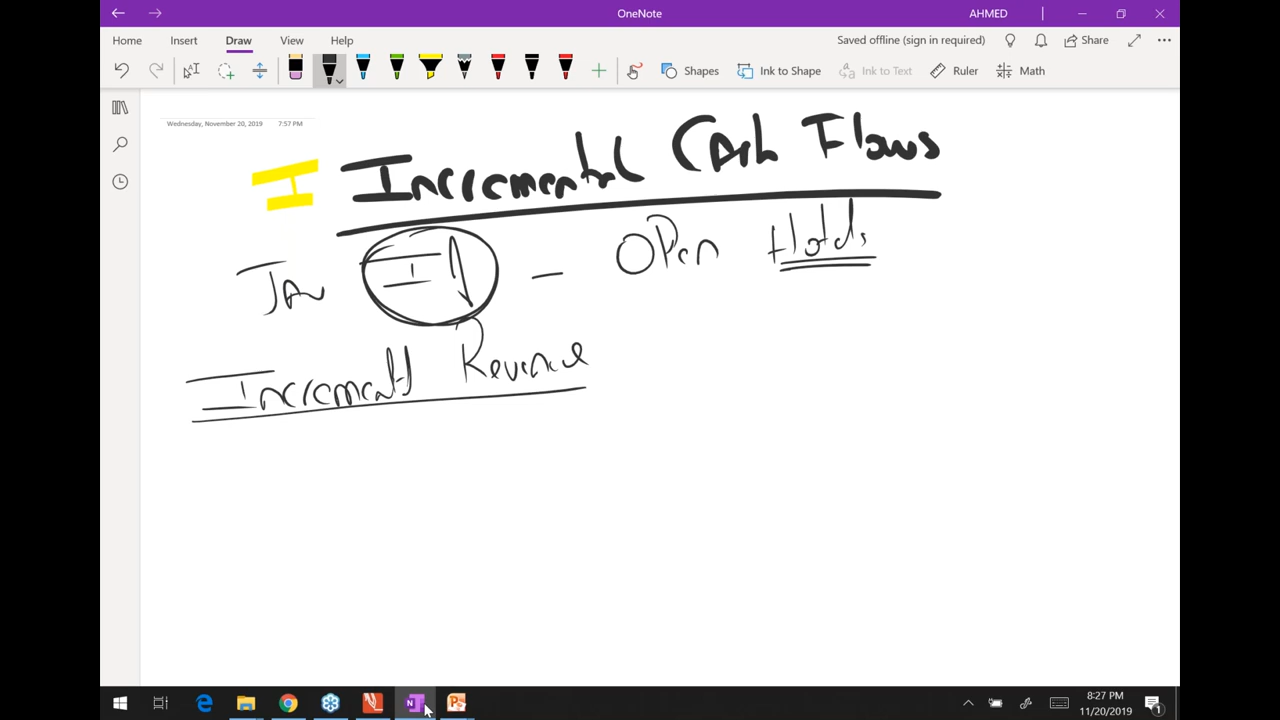 OneNote
AHMED
Home Insert Draw View Help
Saved offline (sign in required)
Share
Shapes
Ink to Shape
Ink to Text
Ruler
Math
Wednesday, November 20, 2019 7:57 PM
I Incremental Cash Flows
I - Open
Incremental Revenue
8:27 PM
11/20/2019